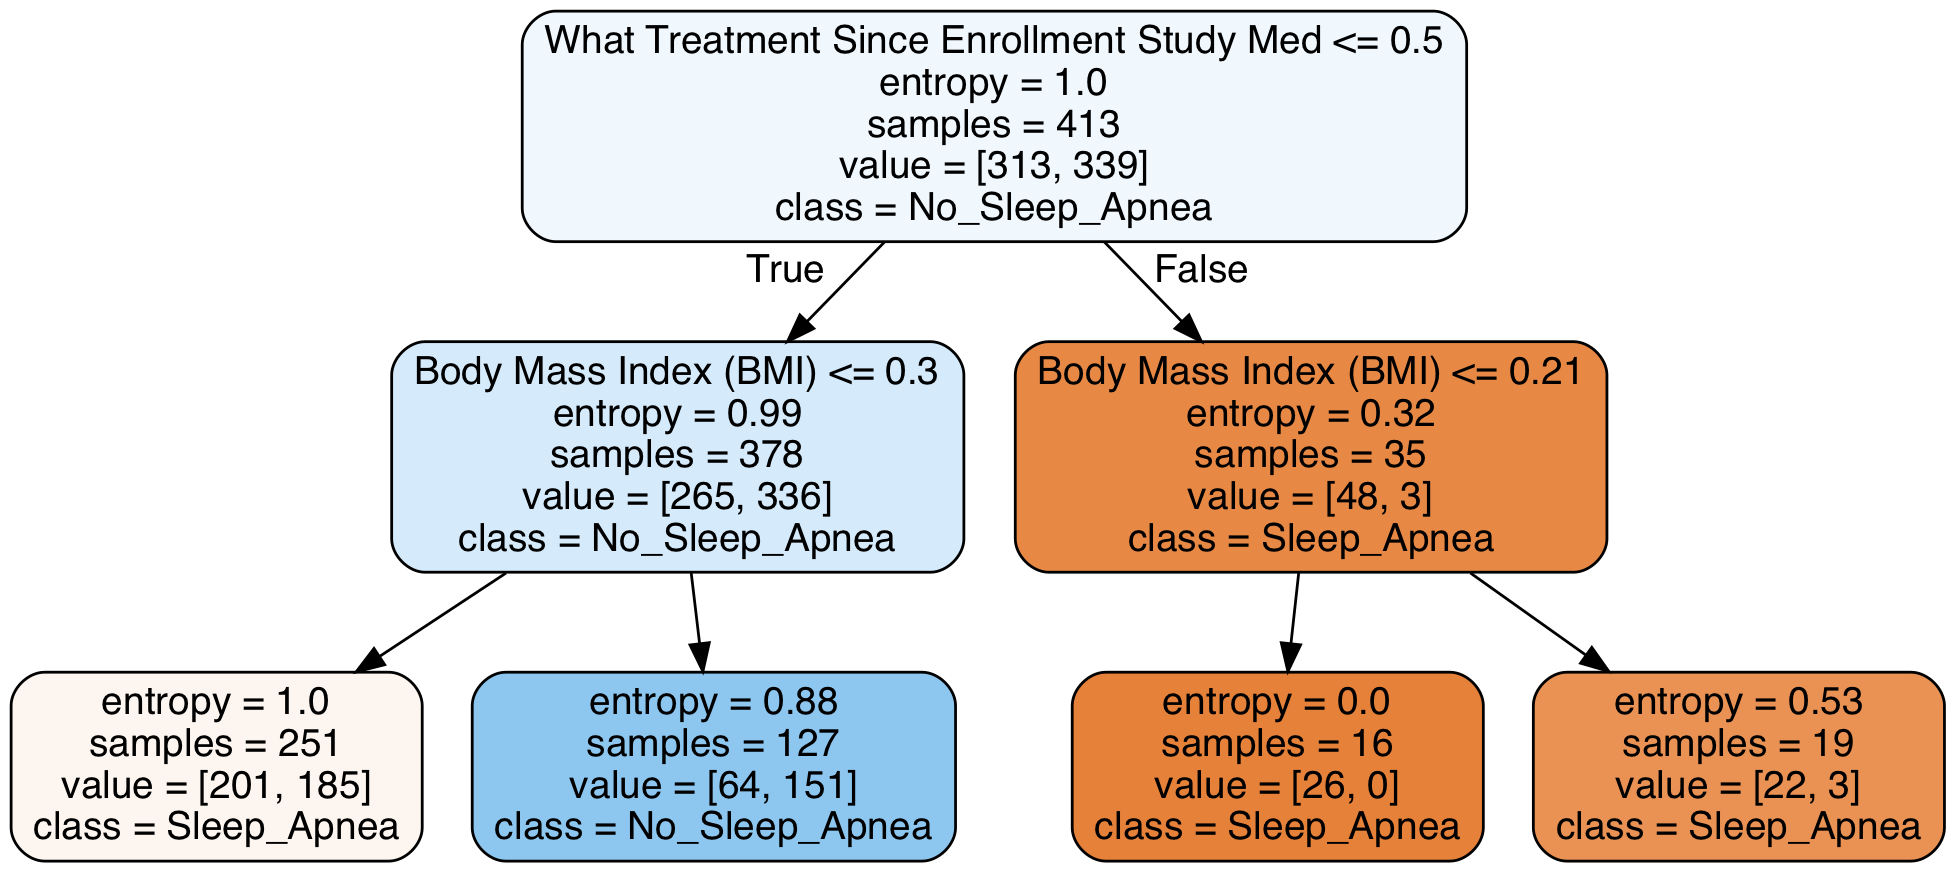 What Treatment Since Enrollment Study Med <= 0.5
entropy = 1.0
samples = 413
value = [313, 339]
class = No_Sleep_Apnea
True
False
Body Mass Index (BMI) <= 0.3
entropy = 0.99
samples = 378
value = [265, 336]
class = No_Sleep_Apnea
Body Mass Index (BMI) <= 0.21
entropy = 0.32
samples = 35
value = [48, 3]
class = Sleep_Apnea
entropy = 1.0
samples = 251
value = [201, 185]
class = Sleep_Apnea
entropy = 0.88
samples = 127
value = [64, 151]
class = No_Sleep_Apnea
entropy = 0.0
samples = 16
value = [26, 0]
class = Sleep_Apnea
entropy = 0.53
samples = 19
value = [22, 3]
class = Sleep_Apnea